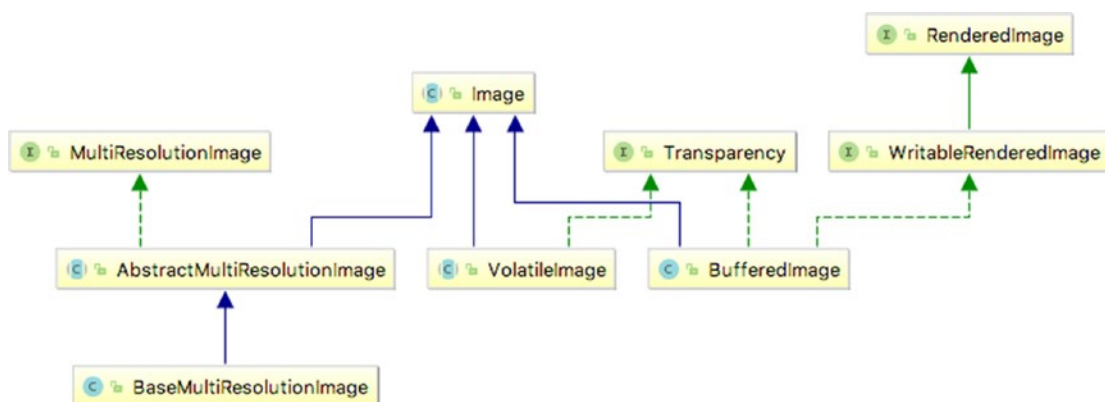 I RenderedImage
C Image
I MultiResolutionImage
I Transparency
I WritableRenderedImage
C AbstractMultiResolutionImage
C VolatileImage
C BufferedImage
C BaseMultiResolutionImage